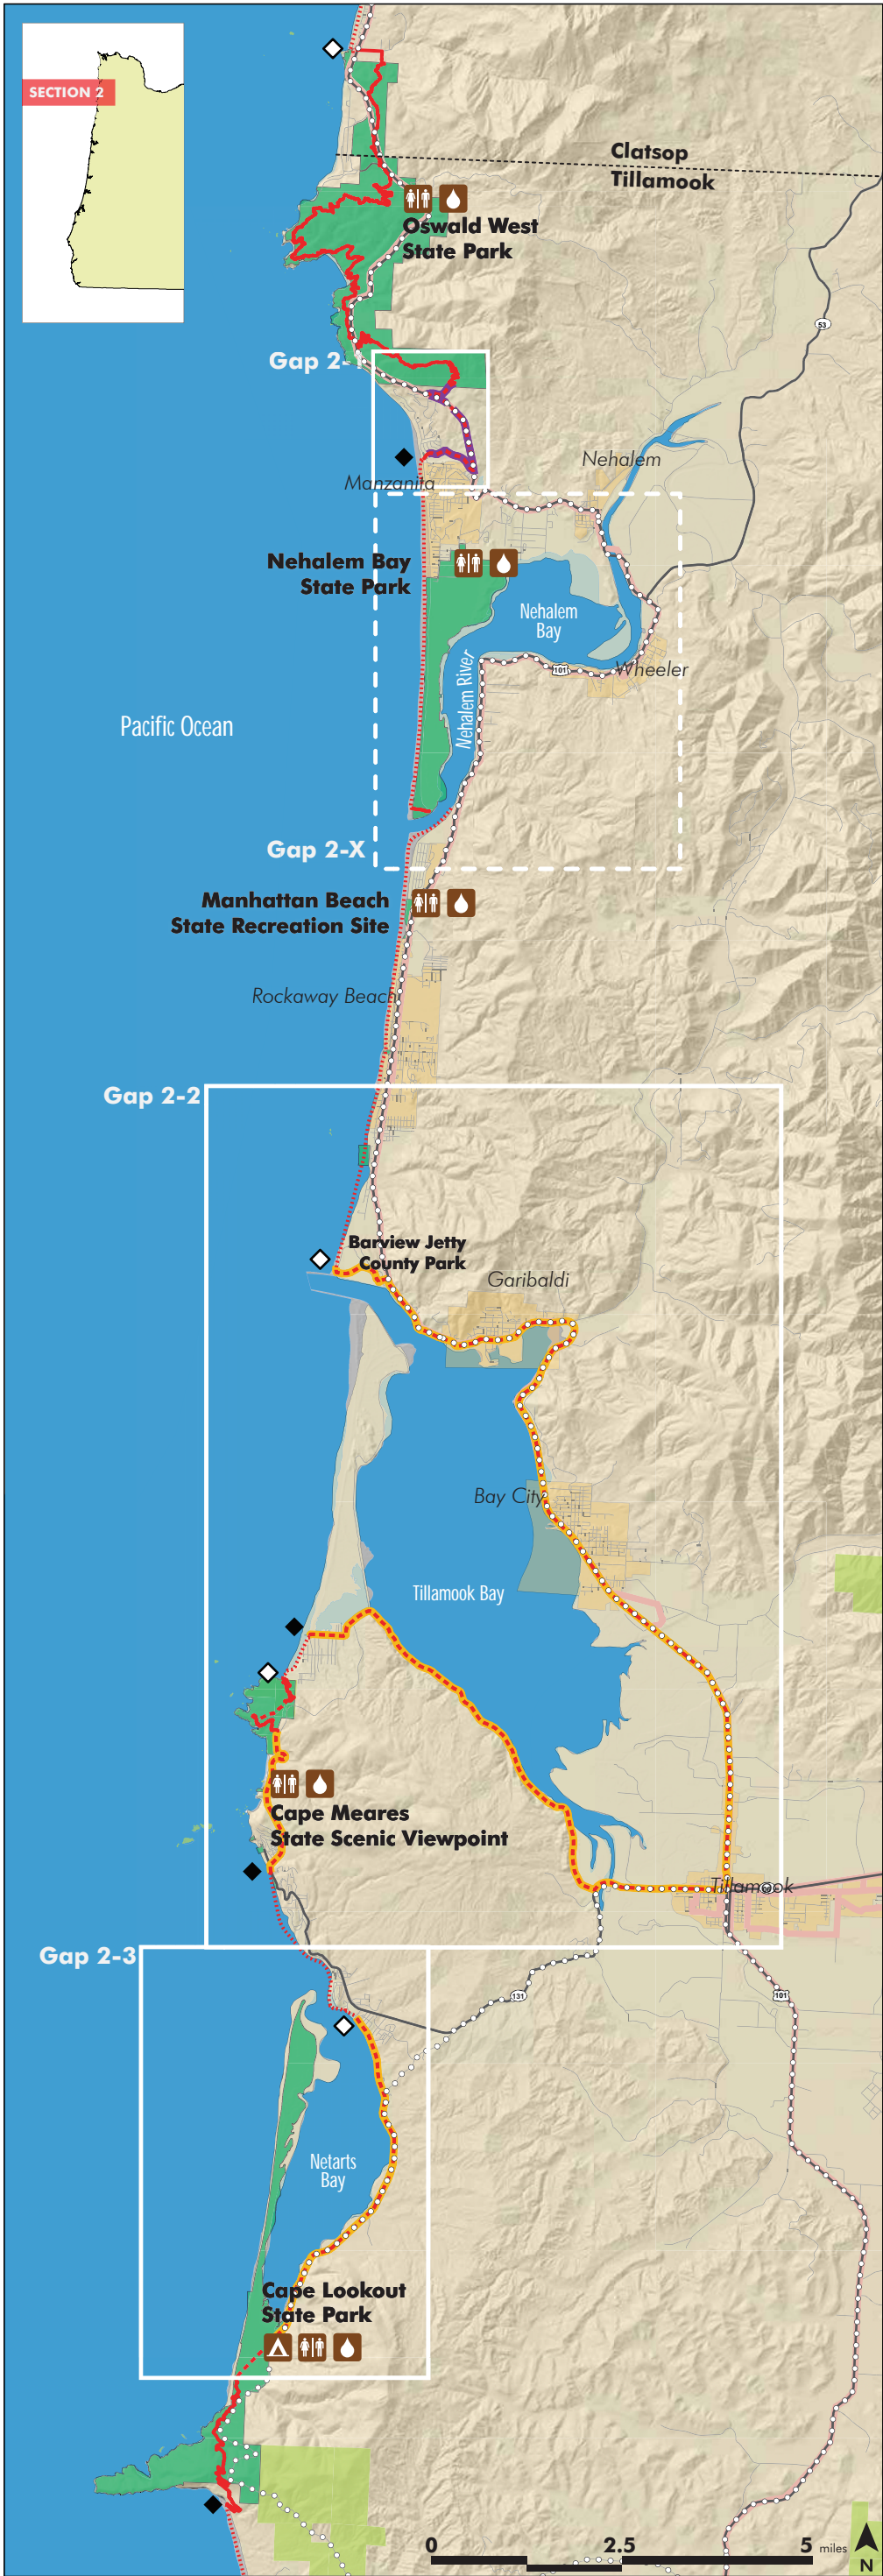 SECTION 2
Clatsop
Tillamook
Oswald West
State Park
53
Gap 2-1
Nehalem
Manzanita
Nehalem Bay
State Park
Nehalem
Bay
101
Wheeler
Nehalem River
Pacific Ocean
Gap 2-X
Manhattan Beach
State Recreation Site
Rockaway Beach
Gap 2-2
Barview Jetty
County Park
Garibaldi
Bay City
Tillamook Bay
Cape Meares
State Scenic Viewpoint
Tillamook
Gap 2-3
131
101
Netarts
Bay
Cape Lookout
State Park
0
2.5
5 miles
N